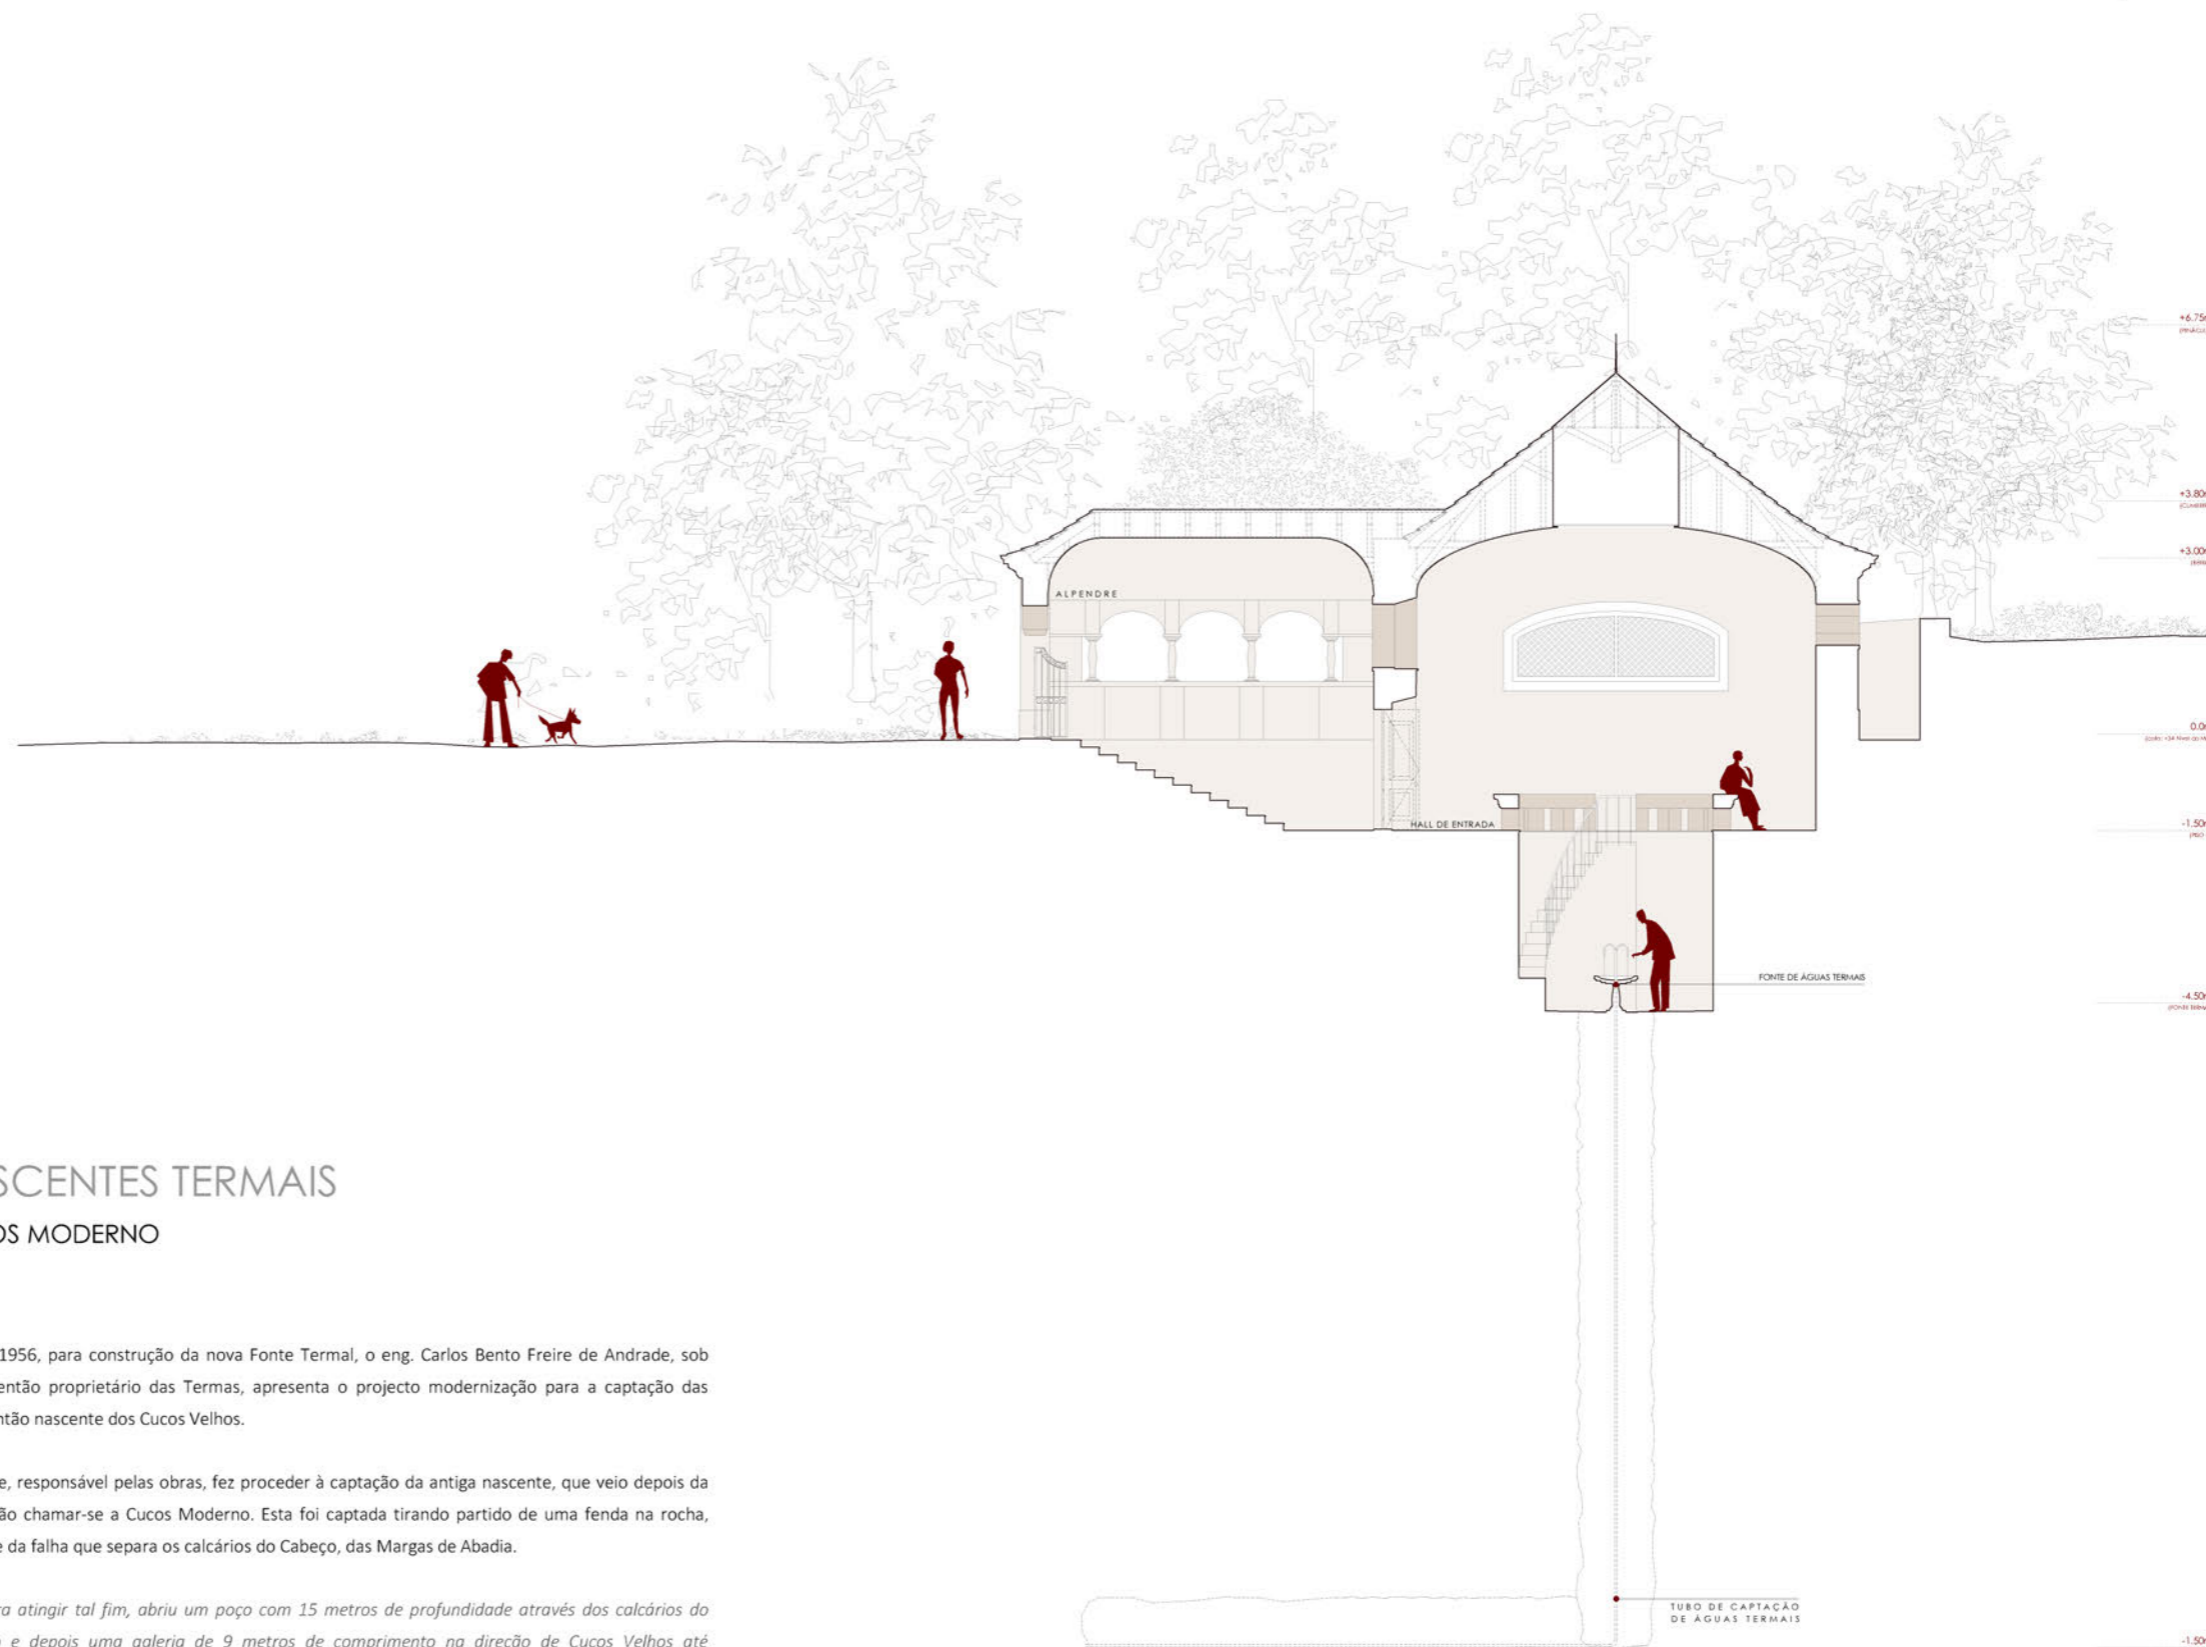 +6.75
+3.80
+3.00
ALPENDRE
0.0
HALL DE ENTRADA
-1.50
FONTE DE ÁGUAS TERMAIS
-4.50
SCENTES TERMAIS
OS MODERNO
1956, para construção da nova Fonte Termal, o eng. Carlos Bento Freire de Andrade, sob
então proprietário das Termas, apresenta o projecto modernização para a captação das
ntão nascente dos Cucos Velhos.
e, responsável pelas obras, fez proceder à captação da antiga nascente, que veio depois da
ão chamar-se a Cucos Moderno. Esta foi captada tirando partido de uma fenda na rocha,
e da falha que separa os calcários do Cabeço, das Margas de Abadia.
ra atingir tal fim, abriu um poço com 15 metros de profundidade através dos calcários do
e depois uma galeria de 9 metros de comprimento na direção de Cucos Velhos até
TUBO DE CAPTAÇÃO
DE ÁGUAS TERMAIS
-1.50